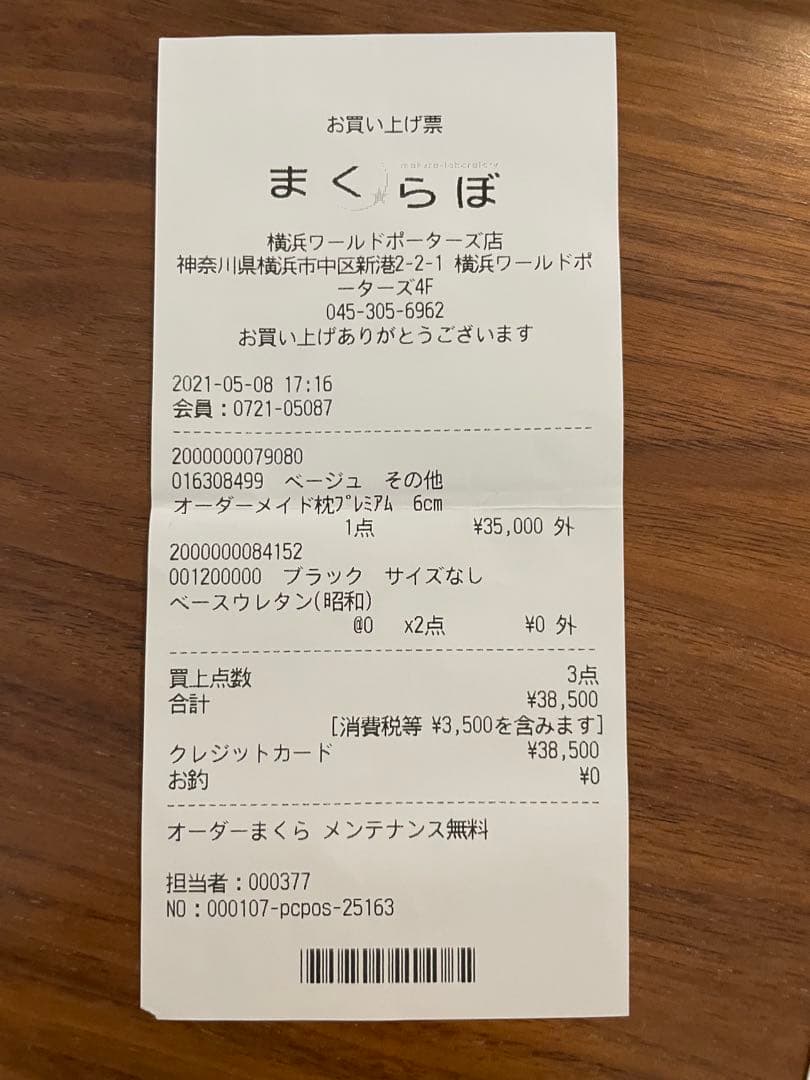 お買い上げ票
makura-laboratory
まくらぼ
横浜ワールドポーターズ店
神奈川県横浜市中区新港2-2-1 横浜ワールドポ
ーターズ4F
045-305-6962
お買い上げありがとうございます
2021-05-08 17:16
会員：0721-05087
2000000079080
016308499 ベージュ その他
オーダーメイド枕ﾌﾟﾚﾐｱﾑ 6cm
1点 ¥35,000 外
2000000084152
001200000 ブラック サイズなし
ベースウレタン(昭和)
@0 x2点 ¥0 外
買上点数 3点
合計 ¥38,500
[消費税等 ¥3,500を含みます]
クレジットカード ¥38,500
お釣 ¥0
オーダーまくら メンテナンス無料
担当者：000377
NO：000107-pcpos-25163